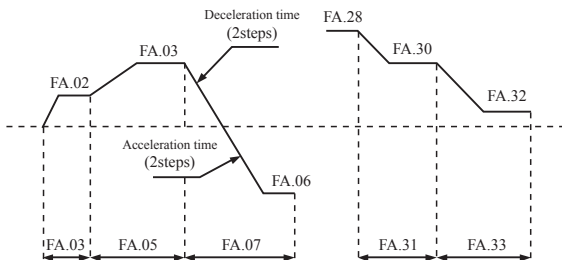 Deceleration time
(2steps)
FA.28
FA.03
FA.30
FA.02
FA.32
Acceleration time
(2steps)
FA.06
FA.03
FA.05
FA.07
FA.31
FA.33